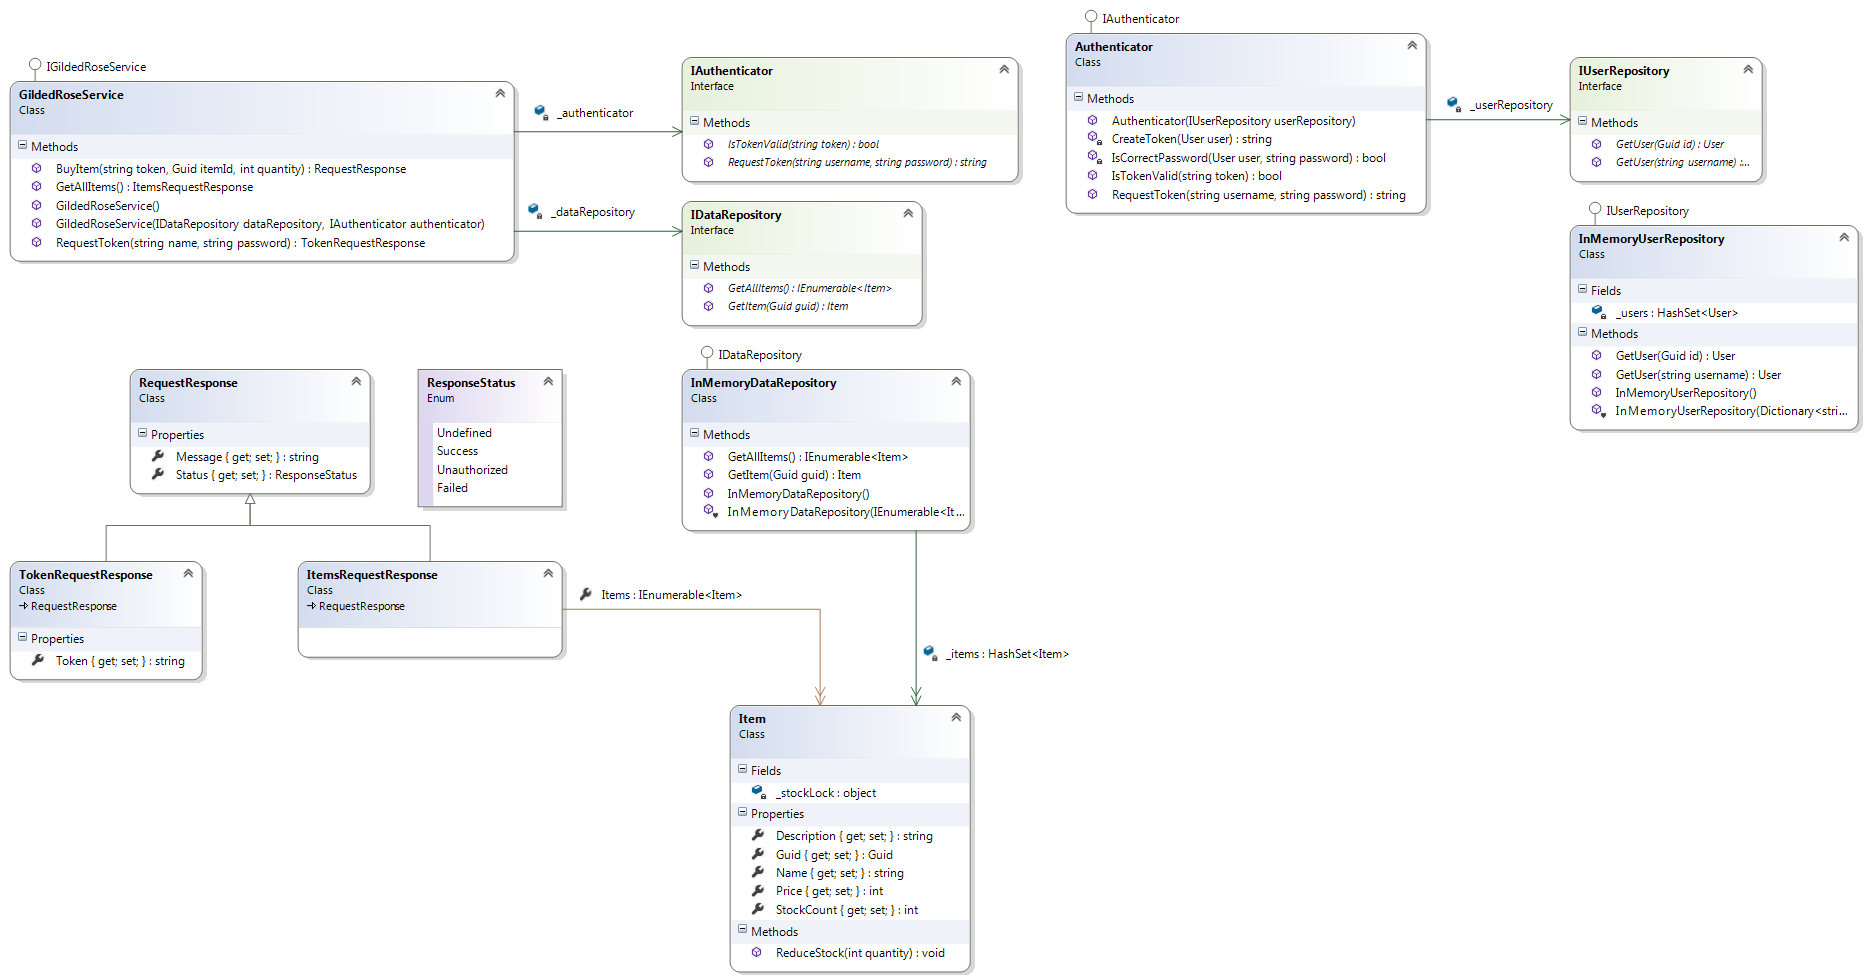 IGildedRoseService
GildedRoseService
Class
Methods
BuyItem(string token, Guid itemId, int quantity) : RequestResponse
GetAllItems() : ItemsRequestResponse
GildedRoseService()
GildedRoseService(IDataRepository dataRepository, IAuthenticator authenticator)
RequestToken(string name, string password) : TokenRequestResponse
_authenticator
_dataRepository
IAuthenticator
Interface
Methods
IsTokenValid(string token) : bool
RequestToken(string username, string password) : string
IDataRepository
Interface
Methods
GetAllItems() : IEnumerable<Item>
GetItem(Guid guid) : Item
IAuthenticator
Authenticator
Class
Methods
Authenticator(IUserRepository userRepository)
CreateToken(User user) : string
IsCorrectPassword(User user, string password) : bool
IsTokenValid(string token) : bool
RequestToken(string username, string password) : string
_userRepository
IUserRepository
Interface
Methods
GetUser(Guid id) : User
GetUser(string username) :...
IUserRepository
InMemoryUserRepository
Class
Fields
_users : HashSet<User>
Methods
GetUser(Guid id) : User
GetUser(string username) : User
InMemoryUserRepository()
InMemoryUserRepository(Dictionary<stri...
RequestResponse
Class
Properties
Message { get; set; } : string
Status { get; set; } : ResponseStatus
ResponseStatus
Enum
Undefined
Success
Unauthorized
Failed
IDataRepository
InMemoryDataRepository
Class
Methods
GetAllItems() : IEnumerable<Item>
GetItem(Guid guid) : Item
InMemoryDataRepository()
InMemoryDataRepository(IEnumerable<It...
TokenRequestResponse
Class
RequestResponse
Properties
Token { get; set; } : string
ItemsRequestResponse
Class
RequestResponse
Items : IEnumerable<Item>
_items : HashSet<Item>
Item
Class
Fields
_stockLock : object
Properties
Description { get; set; } : string
Guid { get; set; } : Guid
Name { get; set; } : string
Price { get; set; } : int
StockCount { get; set; } : int
Methods
ReduceStock(int quantity) : void